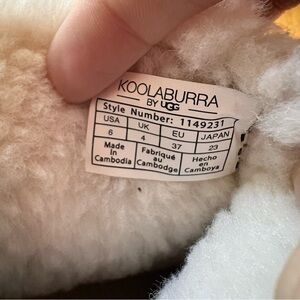 KOOLABURRA
BY UGG
Style Number: 1149231
USA UK EU JAPAN
6 4 37 23
Made in Cambodia Fabriqué au Cambodge Hecho en Camboya